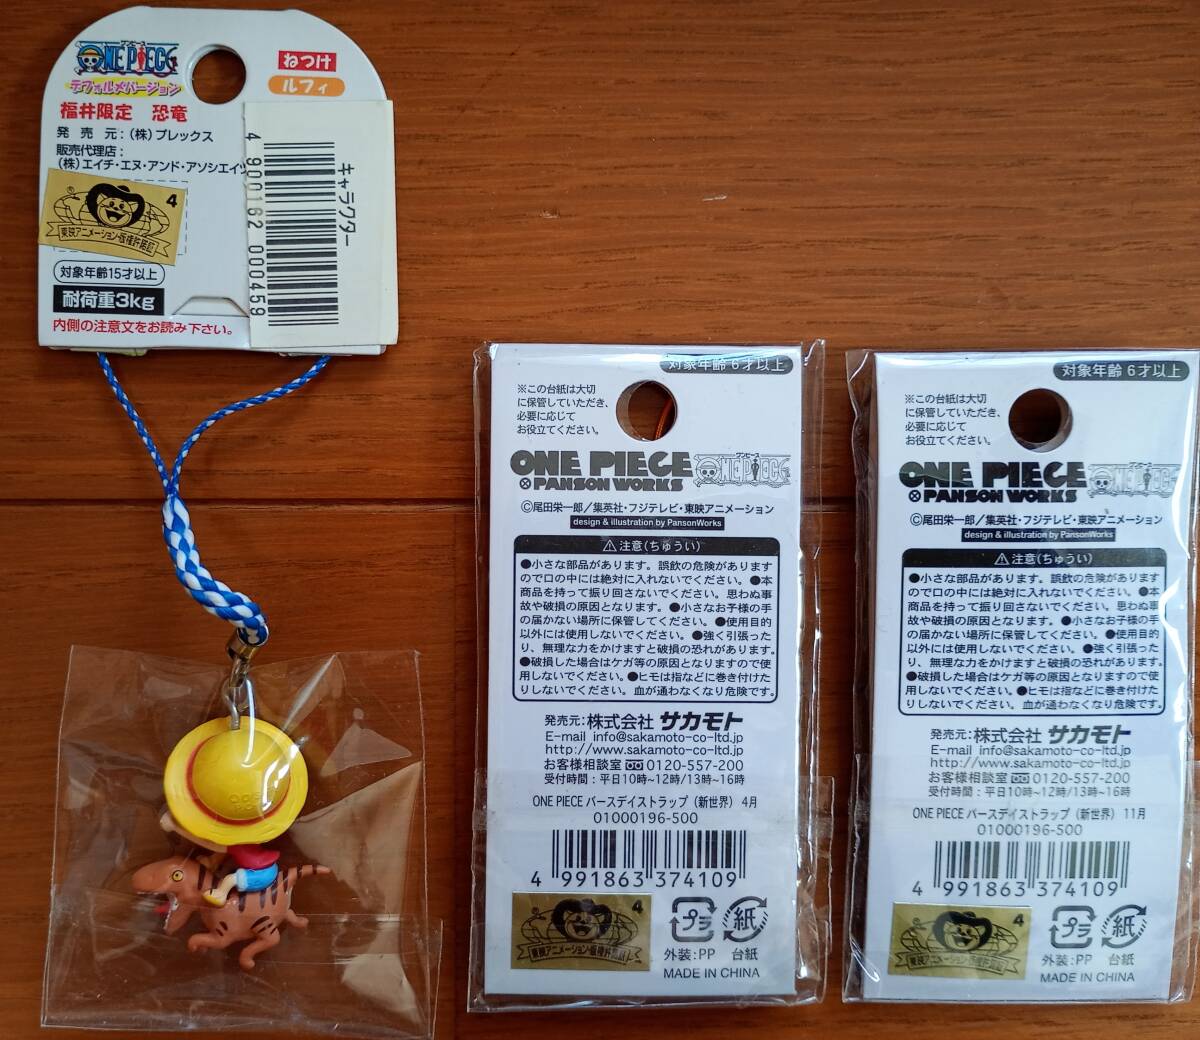 ワンピース
ONE PIECE
デフォルメバージョン
ねつけ
ルフィ
福井限定 恐竜
発売元:(株)プレックス
販売代理店:
(株)エイチ・エヌ・アンド・アソシエイツ
4
東映アニメーション・版権許諾証
対象年齢15才以上
耐荷重3kg
内側の注意文をお読み下さい。
キャラクター
4 900162 000459
対象年齢 6才以上
※この台紙は大切
に保管していただき、
必要に応じて
お役立てください。
ONE PIECE
×PANSON WORKS
ワンピース
ONE PIECE
©尾田栄一郎/集英社・フジテレビ・東映アニメーション
design & illustration by PansonWorks
⚠注意(ちゅうい)
●小さな部品があります。誤飲の危険があります
ので口の中には絶対に入れないでください。●本
商品を持って振り回さないでください。思わぬ事
故や破損の原因となります。●小さなお子様の手
の届かない場所に保管してください。●使用目的
以外には使用しないでください。●強く引張った
り、無理な力をかけますと破損の恐れがあります。
●破損した場合はケガ等の原因となりますので使
用しないでください。●ヒモは指などに巻き付けた
りしないでください。血が通わなくなり危険です。
発売元:株式会社 サカモト
E-mail info@sakamoto-co-ltd.jp
http://www.sakamoto-co-ltd.jp
お客様相談室 0120-557-200
受付時間:平日10時~12時/13時~16時
ONE PIECE バースデイストラップ(新世界) 4月
01000196-500
4 991863 374109
4
東映アニメーション・版権許諾証
プラ
紙
外装:PP 台紙
MADE IN CHINA
対象年齢 6才以上
※この台紙は大切
に保管していただき、
必要に応じて
お役立てください。
ONE PIECE
×PANSON WORKS
ワンピース
ONE PIECE
©尾田栄一郎/集英社・フジテレビ・東映アニメーション
design & illustration by PansonWorks
⚠注意(ちゅうい)
●小さな部品があります。誤飲の危険があります
ので口の中には絶対に入れないでください。●本
商品を持って振り回さないでください。思わぬ事
故や破損の原因となります。●小さなお子様の手
の届かない場所に保管してください。●使用目的
以外には使用しないでください。●強く引張った
り、無理な力をかけますと破損の恐れがあります。
●破損した場合はケガ等の原因となりますので使
用しないでください。●ヒモは指などに巻き付けた
りしないでください。血が通わなくなり危険です。
発売元:株式会社 サカモト
E-mail info@sakamoto-co-ltd.jp
http://www.sakamoto-co-ltd.jp
お客様相談室 0120-557-200
受付時間:平日10時~12時/13時~16時
ONE PIECE バースデイストラップ(新世界) 11月
01000196-500
4 991863 374109
4
東映アニメーション・版権許諾証
プラ
紙
外装:PP 台紙
MADE IN CHINA